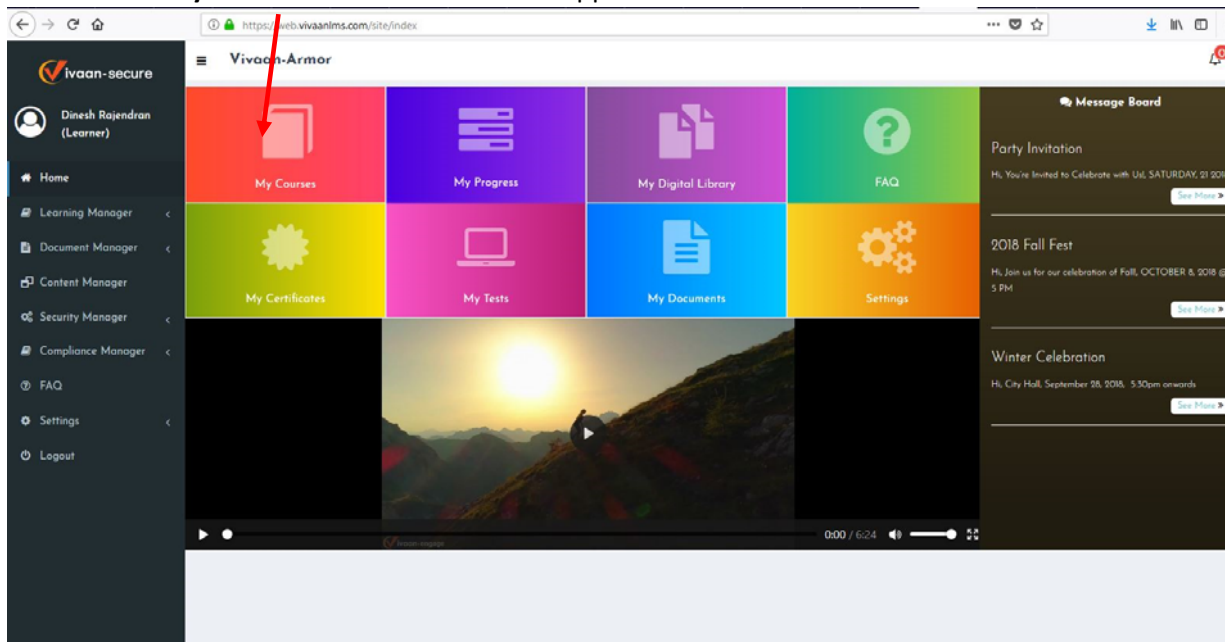 https://web.vivaanlms.com/site/index
ivaan-secure
Vivaan-Armor
Dinesh Rajendran
(Learner)
Home
Learning Manager
Document Manager
Content Manager
Security Manager
Compliance Manager
FAQ
Settings
Logout
My Courses
My Progress
My Digital Library
FAQ
My Certificates
My Tests
My Documents
Settings
0:00 / 6:24
Message Board
Party Invitation
Hi, You're Invited to Celebrate with Us!, SATURDAY, 21 201
See More »
2018 Fall Fest
Hi, Join us for our celebration of Fall!, OCTOBER 8, 2018 @
5 PM
See More »
Winter Celebration
Hi, City Hall, September 28, 2018, 5.30pm onwards
See More »